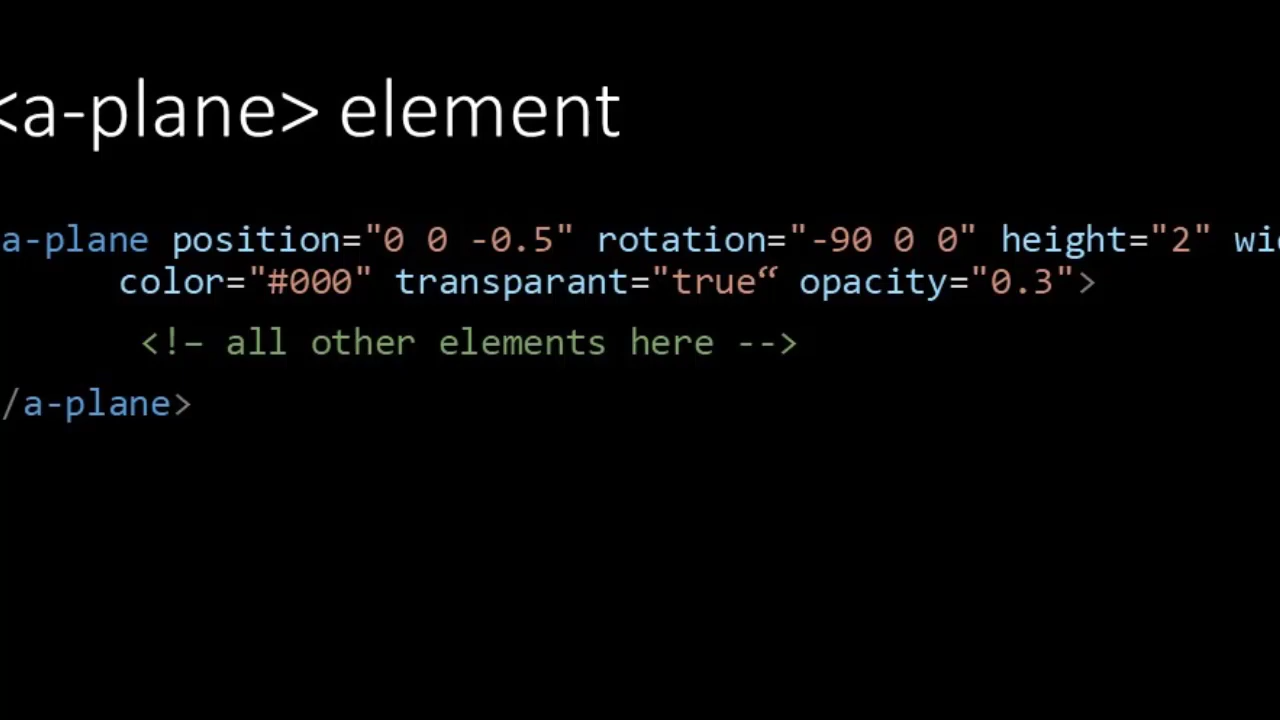 <a-plane> element
a-plane position="0 0 -0.5" rotation="-90 0 0" height="2" wi
color="#000" transparant="true“ opacity="0.3">
<!– all other elements here -->
/a-plane>